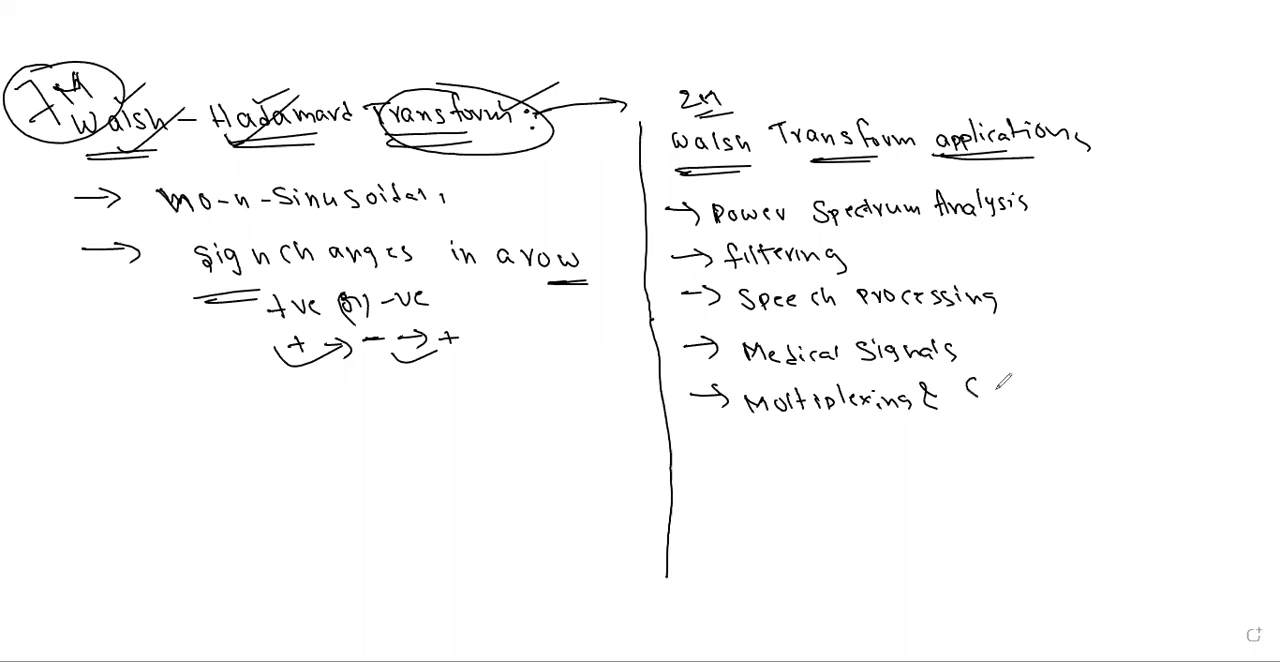 7M
Walsh - Hadamard Transform :
→ No-n-Sinusoidal,
→ Sign changes in a row
+ve (or) -ve
+ → - → +
2M
Walsh Transform applications
→ Power Spectrum Analysis
→ filtering
→ Speech Processing
→ Medical Signals
→ Multiplexing & C